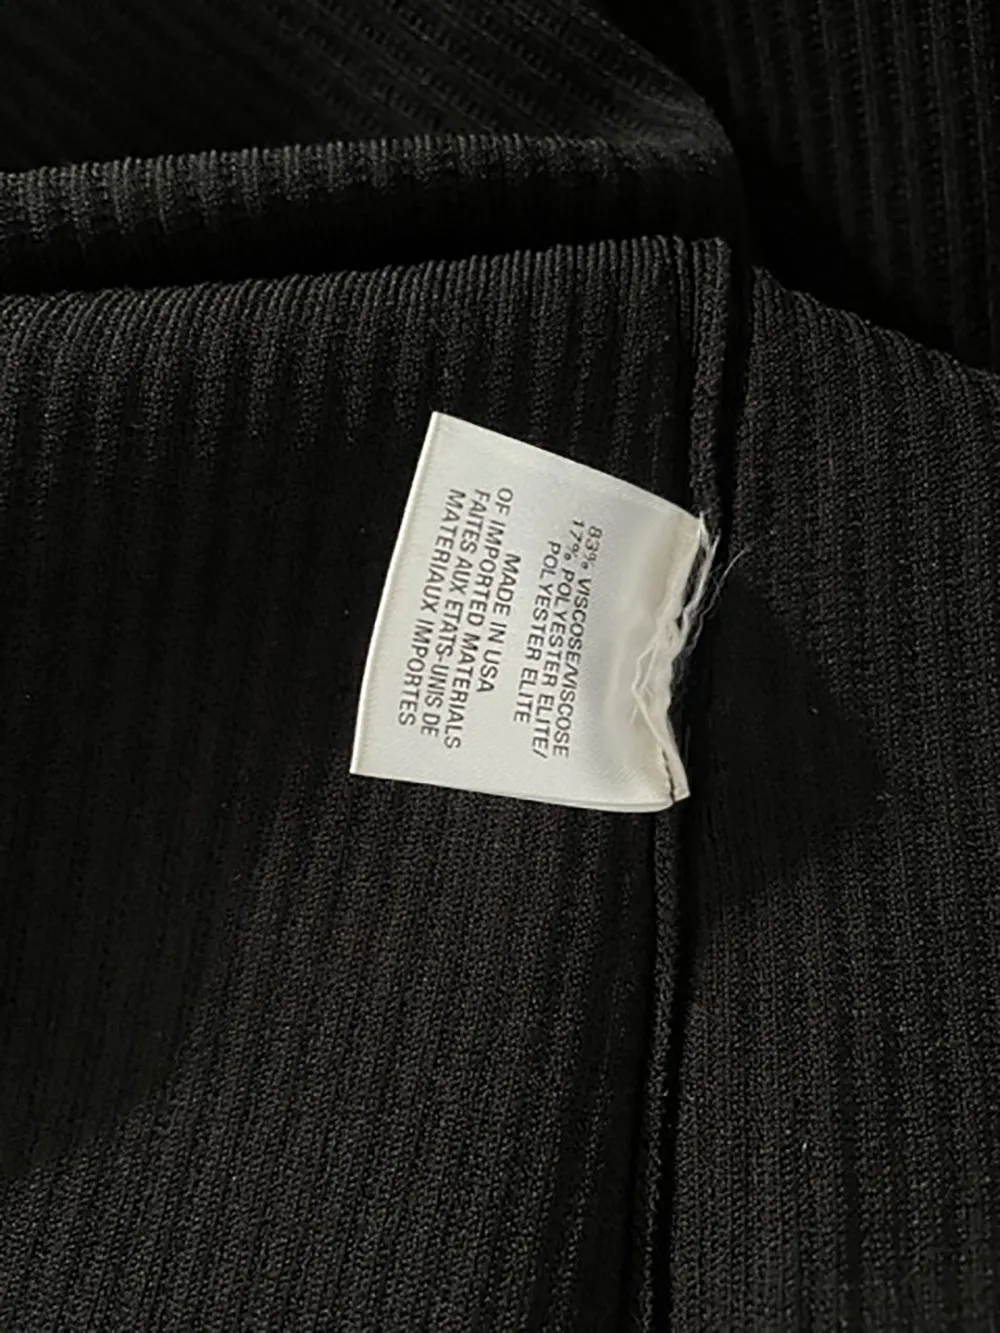 83% VISCOSE/VISCOSE
17% POLYESTER ELITE/
POLYESTER ELITE
MADE IN USA
OF IMPORTED MATERIALS
FAITES AUX ETATS-UNIS DE
MATERIAUX IMPORTES